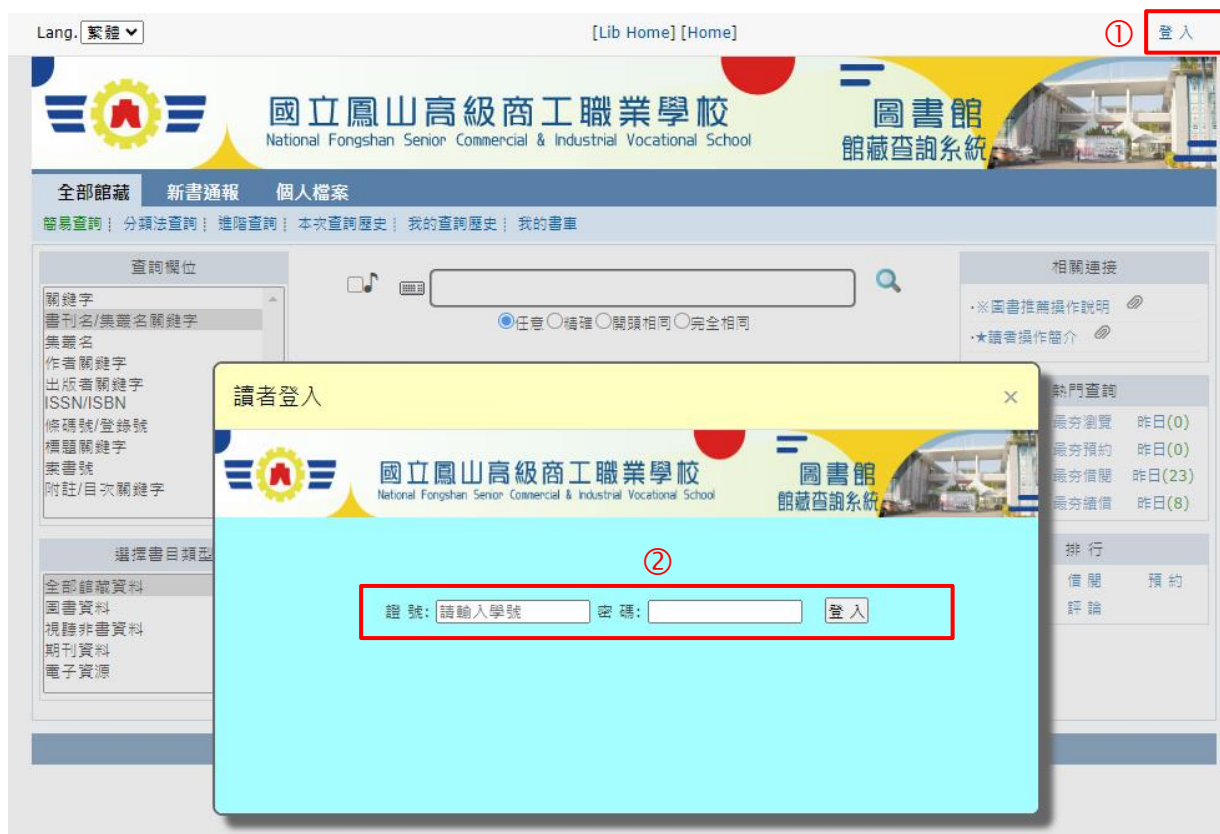 Lang. 繁體
[Lib Home] [Home]
① 登 入
國立鳳山高級商工職業學校
National Fongshan Senior Commercial & Industrial Vocational School
圖書館
館藏查詢系統
全部館藏 新書通報 個人檔案
簡易查詢 ¦ 分類法查詢 ¦ 進階查詢 ¦ 本次查詢歷史 ¦ 我的查詢歷史 ¦ 我的書車
查詢欄位
關鍵字
書刊名/集叢名關鍵字
集叢名
作者關鍵字
出版者關鍵字
ISSN/ISBN
條碼號/登錄號
標題關鍵字
索書號
附註/目次關鍵字
任意 精確 開頭相同 完全相同
相關連接
·※圖書推薦操作說明
·★讀者操作簡介
熱門查詢
最夯瀏覽 昨日(0)
最夯預約 昨日(0)
最夯借閱 昨日(23)
最夯續借 昨日(8)
選擇書目類型
全部館藏資料
圖書資料
視聽非書資料
期刊資料
電子資源
排 行
借 閱 預 約
評 論
讀者登入 ×
國立鳳山高級商工職業學校
National Fongshan Senior Commercial & Industrial Vocational School
圖書館
館藏查詢系統
②
證 號: 請輸入學號 密 碼: 登 入